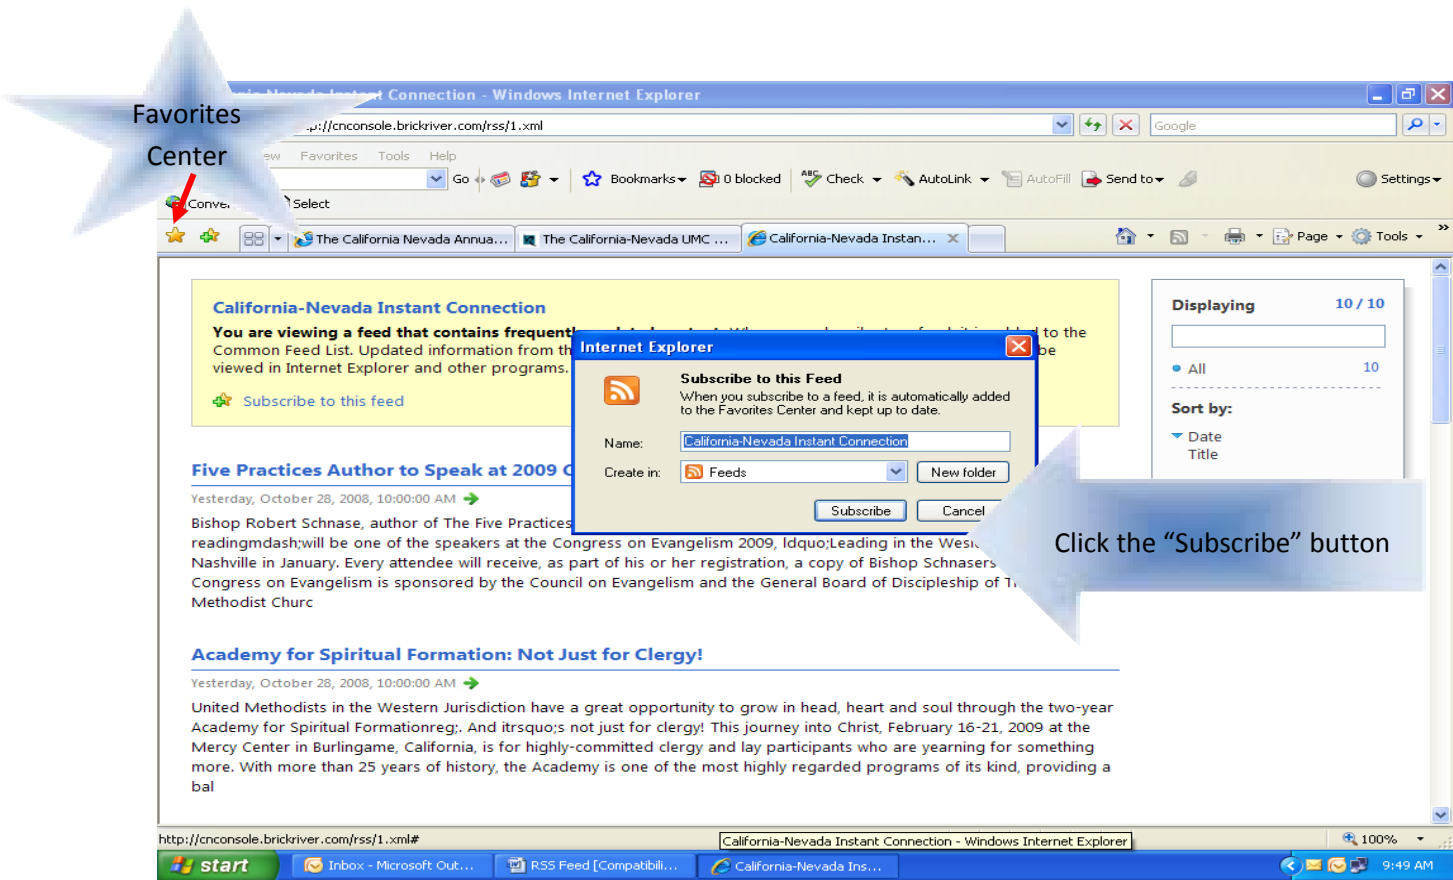 Favorites
Center
Nevada Instant Connection - Windows Internet Explorer
://cnconsole.brickriver.com/rss/1.xml
Google
Favorites Tools Help
Go
Bookmarks
0 blocked
ABC
Check
AutoLink
AutoFill
Send to
Settings
Select
The California Nevada Annua...
The California-Nevada UMC ...
California-Nevada Instan...
Page
Tools
California-Nevada Instant Connection
You are viewing a feed that contains
Common Feed List. Updated information from
viewed in Internet Explorer and other programs.
to the
be
Subscribe to this feed
Internet Explorer
Subscribe to this Feed
When you subscribe to a feed, it is automatically added
to the Favorites Center and kept up to date.
Name: California-Nevada Instant Connection
Create in: Feeds
New folder
Subscribe
Cancel
Displaying 10 / 10
All 10
Sort by:
Date
Title
Click the “Subscribe” button
Five Practices Author to Speak at 2009
Yesterday, October 28, 2008, 10:00:00 AM
Bishop Robert Schnase, author of The Five Practices
readingmdash;will be one of the speakers at the Congress on Evangelism 2009, ldquo;Leading in the
Nashville in January. Every attendee will receive, as part of his or her registration, a copy of Bishop Schnasers
Congress on Evangelism is sponsored by the Council on Evangelism and the General Board of Discipleship of
Methodist Churc
Academy for Spiritual Formation: Not Just for Clergy!
Yesterday, October 28, 2008, 10:00:00 AM
United Methodists in the Western Jurisdiction have a great opportunity to grow in head, heart and soul through the two-year
Academy for Spiritual Formationreg;. And itrsquo;s not just for clergy! This journey into Christ, February 16-21, 2009 at the
Mercy Center in Burlingame, California, is for highly-committed clergy and lay participants who are yearning for something
more. With more than 25 years of history, the Academy is one of the most highly regarded programs of its kind, providing a
bal
http://cnconsole.brickriver.com/rss/1.xml#
California-Nevada Instant Connection - Windows Internet Explorer
100%
start
Inbox - Microsoft Out...
RSS Feed [Compatibili...
California-Nevada Ins...
9:49 AM